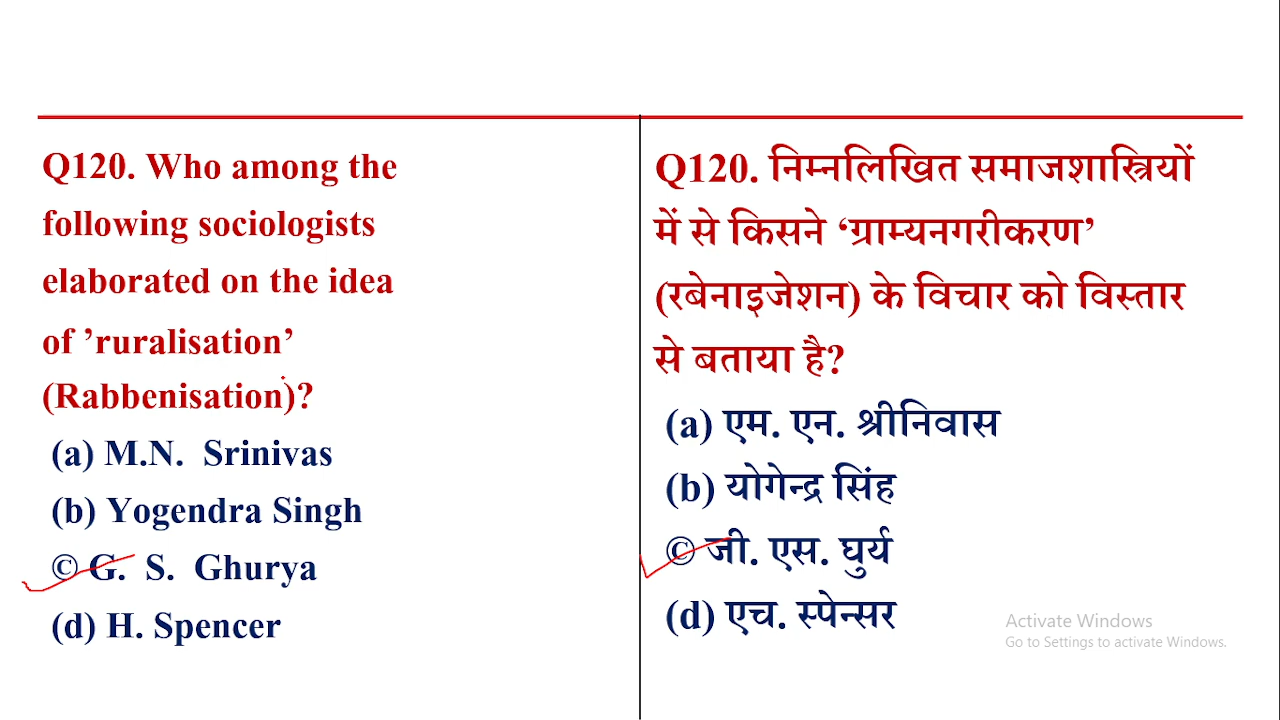 Q120. Who among the
following sociologists
elaborated on the idea
of ’ruralisation’
(Rabbenisation)?
(a) M.N. Srinivas
(b) Yogendra Singh
© G. S. Ghurya
(d) H. Spencer
Q120. निम्नलिखित समाजशास्त्रियों
में से किसने ‘ग्राम्यनगरीकरण’
(रबेनाइजेशन) के विचार को विस्तार
से बताया है?
(a) एम. एन. श्रीनिवास
(b) योगेन्द्र सिंह
© जी. एस. घुर्य
(d) एच. स्पेन्सर
Activate Windows
Go to Settings to activate Windows.